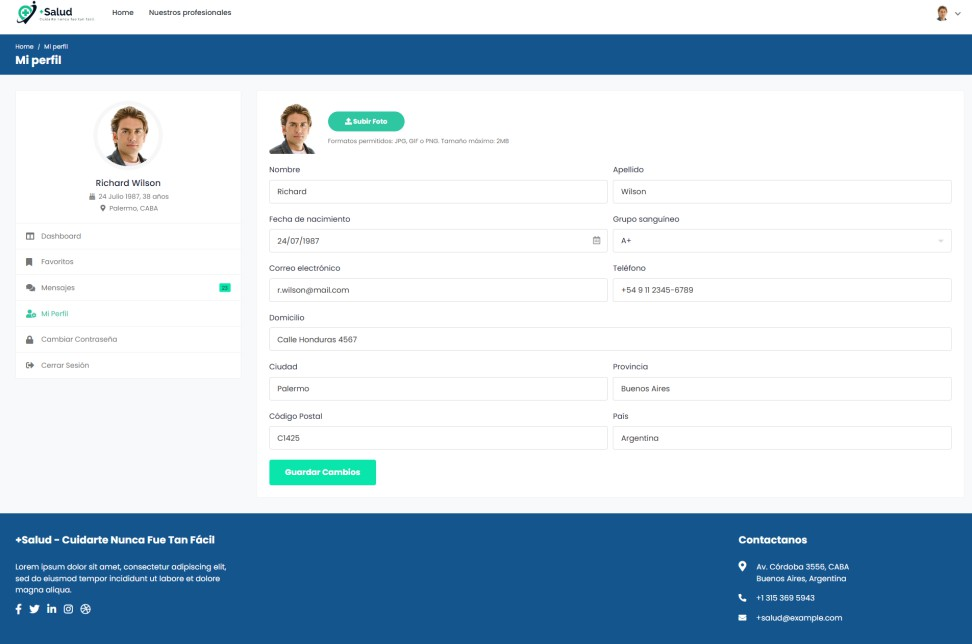 +Salud
Cuidarte nunca fue tan fácil
Home
Nuestros profesionales
Home / Mi perfil
Mi perfil
Richard Wilson
24 Julio 1987, 38 años
Palermo, CABA
Dashboard
Favoritos
Mensajes
Mi Perfil
Cambiar Contraseña
Cerrar Sesión
Subir Foto
Formatos permitidos: JPG, GIF o PNG. Tamaño máximo: 2MB
Nombre
Richard
Apellido
Wilson
Fecha de nacimiento
24/07/1987
Grupo sanguíneo
A+
Correo electrónico
r.wilson@mail.com
Teléfono
+54 9 11 2345-6789
Domicilio
Calle Honduras 4567
Ciudad
Palermo
Provincia
Buenos Aires
Código Postal
C1425
País
Argentina
Guardar Cambios
+Salud - Cuidarte Nunca Fue Tan Fácil
Lorem ipsum dolor sit amet, consectetur adipiscing elit,
sed do eiusmod tempor incididunt ut labore et dolore
magna aliqua.
Contactanos
Av. Córdoba 3556, CABA
Buenos Aires, Argentina
+1 315 369 5943
+salud@example.com